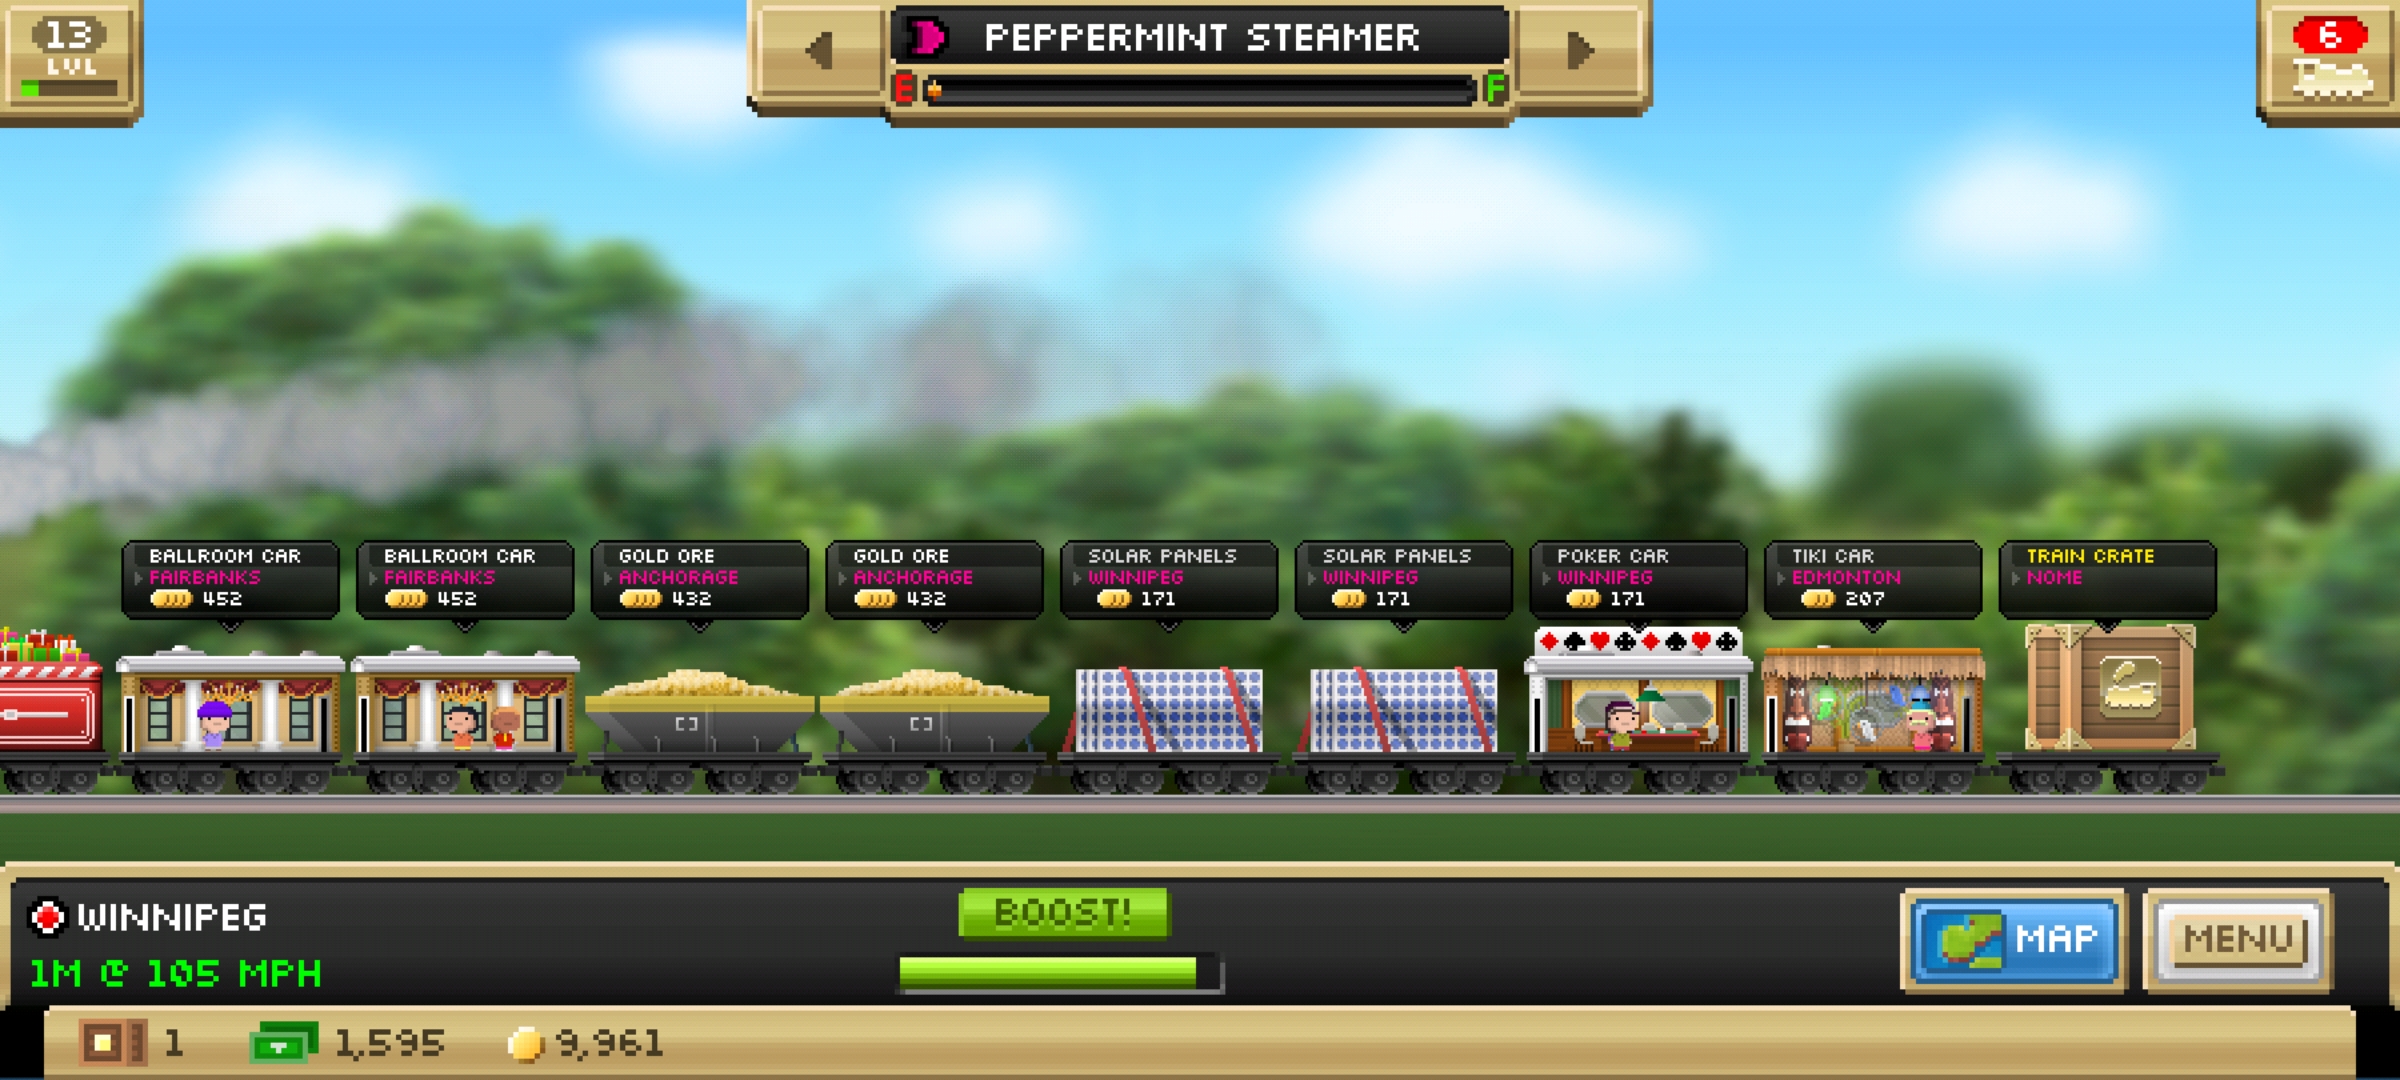 13
LVL
PEPPERMINT STEAMER
E F
6
BALLROOM CAR
FAIRBANKS
452
BALLROOM CAR
FAIRBANKS
452
GOLD ORE
ANCHORAGE
432
GOLD ORE
ANCHORAGE
432
SOLAR PANELS
WINNIPEG
171
SOLAR PANELS
WINNIPEG
171
POKER CAR
WINNIPEG
171
TIKI CAR
EDMONTON
207
TRAIN CRATE
NOME
WINNIPEG
1M @ 105 MPH
BOOST!
MAP
MENU
1
1,595
9,961